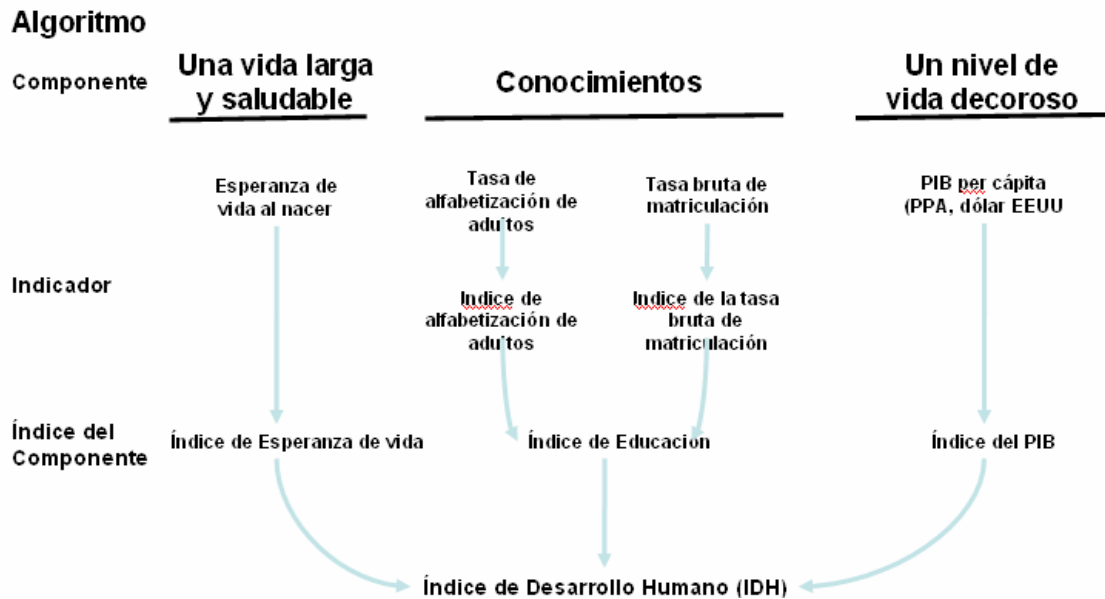 Algoritmo
Componente
Una vida larga
y saludable
Conocimientos
Un nivel de
vida decoroso
Esperanza de
vida al nacer
Tasa de
alfabetización de
aduitos
Tasa bruta de
matriculación
PIB per cápita
(PPA, dólar EEUU
Indicador
Indice de
alfabetización de
aduitos
Indice de la tasa
bruta de
matriculación
Índice del
Componente
Índice de Esperanza de vida
Índice de Educación
Índice del PIB
Índice de Desarrollo Humano (IDH)